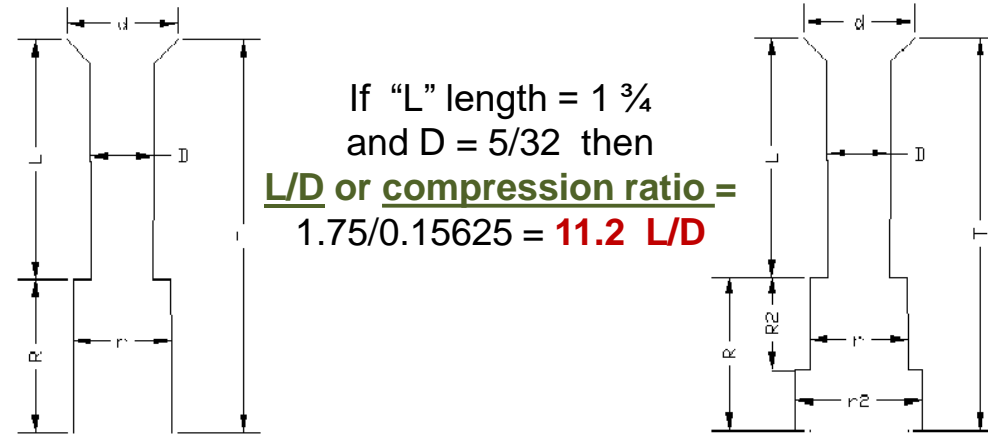 d
d
If “L” length = 1 ¾
and D = 5/32 then
L/D or compression ratio =
1.75/0.15625 = 11.2 L/D
L
D
L
D
T
R
r
R
R2
r
r2